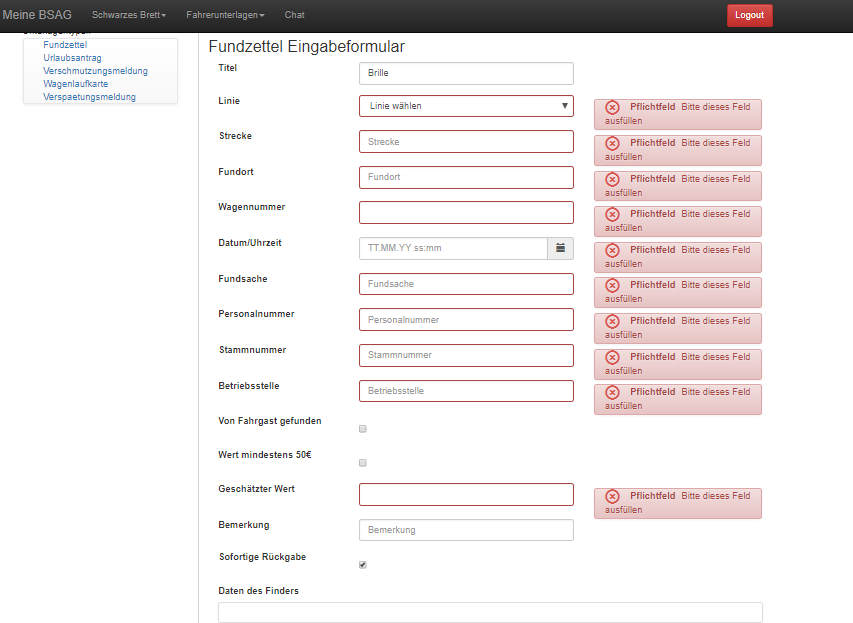 Meine BSAG Schwarzes Brett Fahrerunterlagen Chat Logout
Fundzettel
Urlaubsantrag
Verschmutzungsmeldung
Wagenlaufkarte
Verspaetungsmeldung
Fundzettel Eingabeformular
Titel Brille
Linie Linie wählen Pflichtfeld Bitte dieses Feld
ausfüllen
Strecke Strecke Pflichtfeld Bitte dieses Feld
ausfüllen
Fundort Fundort Pflichtfeld Bitte dieses Feld
ausfüllen
Wagennummer Pflichtfeld Bitte dieses Feld
ausfüllen
Datum/Uhrzeit TT.MM.YY ss:mm Pflichtfeld Bitte dieses Feld
ausfüllen
Fundsache Fundsache Pflichtfeld Bitte dieses Feld
ausfüllen
Personalnummer Personalnummer Pflichtfeld Bitte dieses Feld
ausfüllen
Stammnummer Stammnummer Pflichtfeld Bitte dieses Feld
ausfüllen
Betriebsstelle Betriebsstelle Pflichtfeld Bitte dieses Feld
ausfüllen
Von Fahrgast gefunden
Wert mindestens 50€
Geschätzter Wert Pflichtfeld Bitte dieses Feld
ausfüllen
Bemerkung Bemerkung
Sofortige Rückgabe
Daten des Finders